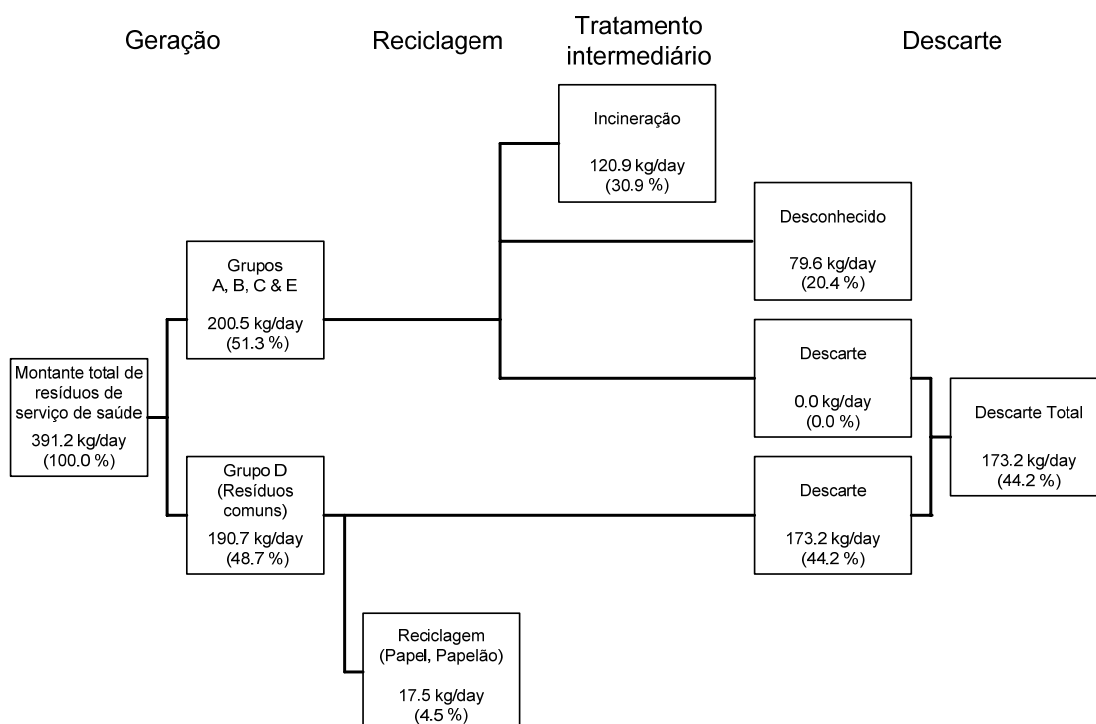 Geração
Reciclagem
Tratamento
intermediário
Descarte
Incineração
120.9 kg/day
(30.9 %)
Desconhecido
79.6 kg/day
(20.4 %)
Grupos
A, B, C & E
200.5 kg/day
(51.3 %)
Montante total de
resíduos de
serviço de saúde
391.2 kg/day
(100.0 %)
Descarte
0.0 kg/day
(0.0 %)
Descarte Total
173.2 kg/day
(44.2 %)
Grupo D
(Resíduos
comuns)
190.7 kg/day
(48.7 %)
Descarte
173.2 kg/day
(44.2 %)
Reciclagem
(Papel, Papelão)
17.5 kg/day
(4.5 %)